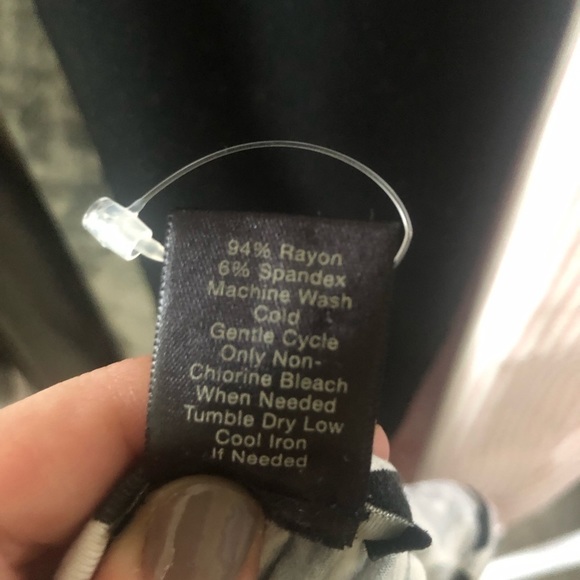 94% Rayon
6% Spandex
Machine Wash
Cold
Gentle Cycle
Only Non-
Chlorine Bleach
When Needed
Tumble Dry Low
Cool Iron
If Needed